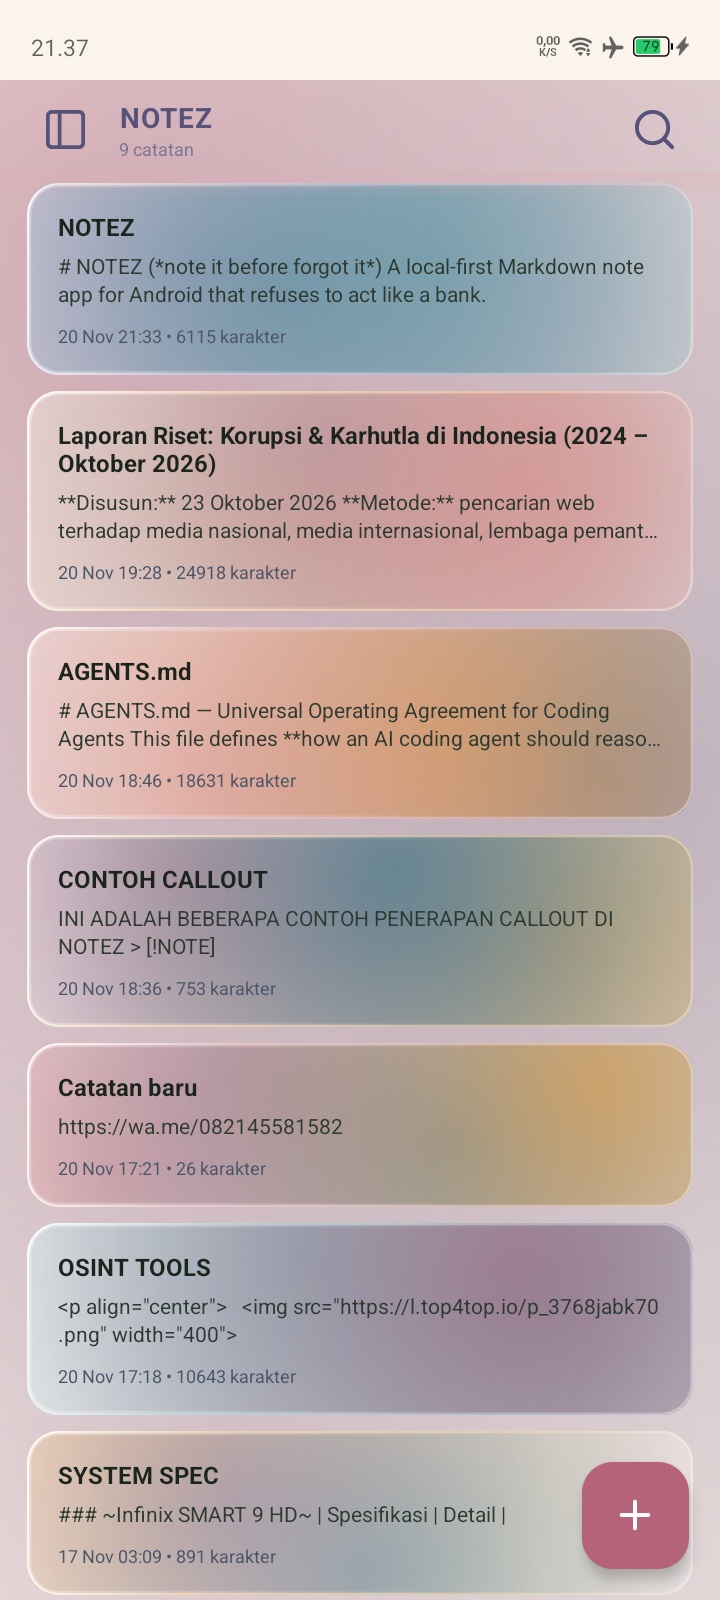 21.37
0,00
K/S
79
NOTEZ
9 catatan
NOTEZ
# NOTEZ (*note it before forgot it*) A local-first Markdown note
app for Android that refuses to act like a bank.
20 Nov 21:33 • 6115 karakter
Laporan Riset: Korupsi & Karhutla di Indonesia (2024 –
Oktober 2026)
**Disusun:** 23 Oktober 2026 **Metode:** pencarian web
terhadap media nasional, media internasional, lembaga pemant...
20 Nov 19:28 • 24918 karakter
AGENTS.md
# AGENTS.md — Universal Operating Agreement for Coding
Agents This file defines **how an AI coding agent should reaso...
20 Nov 18:46 • 18631 karakter
CONTOH CALLOUT
INI ADALAH BEBERAPA CONTOH PENERAPAN CALLOUT DI
NOTEZ > [!NOTE]
20 Nov 18:36 • 753 karakter
Catatan baru
https://wa.me/082145581582
20 Nov 17:21 • 26 karakter
OSINT TOOLS
<p align="center"> <img src="https://l.top4top.io/p_3768jabk70
.png" width="400">
20 Nov 17:18 • 10643 karakter
SYSTEM SPEC
### ~Infinix SMART 9 HD~ | Spesifikasi | Detail |
17 Nov 03:09 • 891 karakter